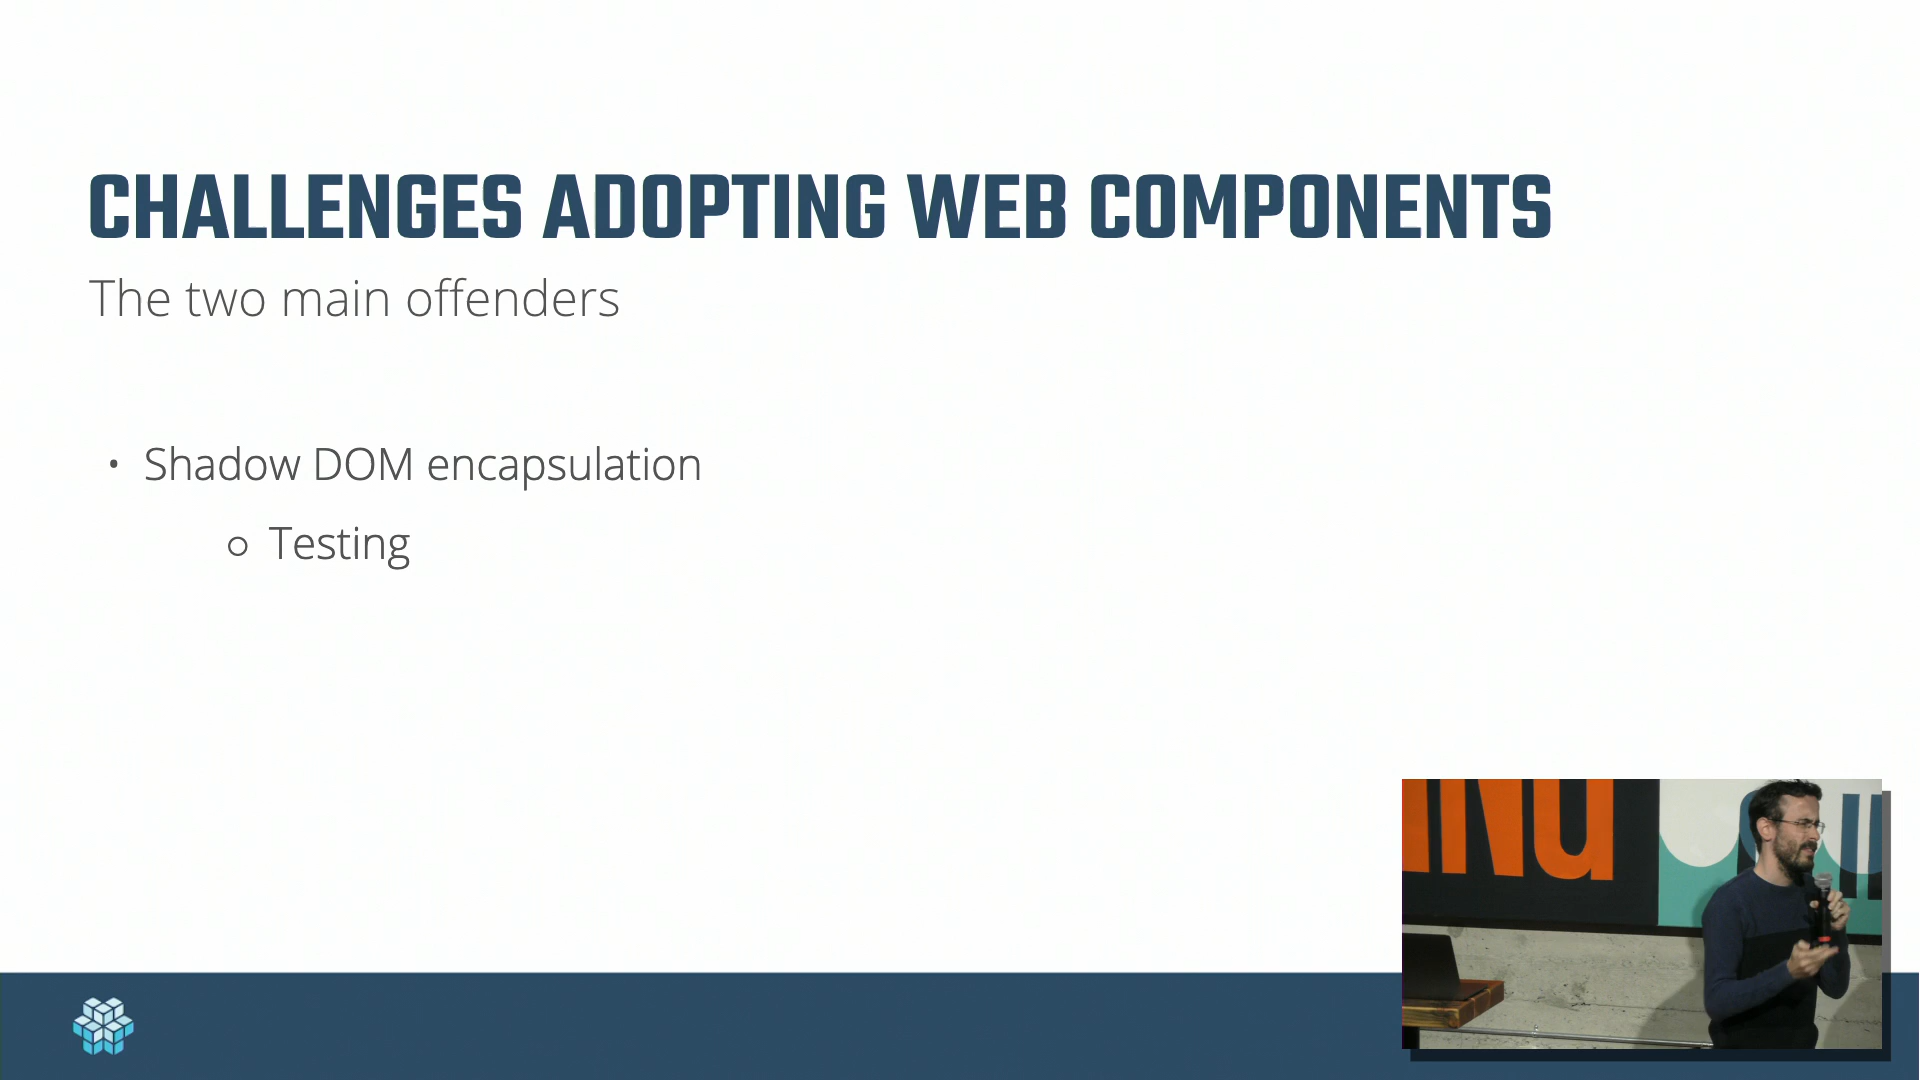 CHALLENGES ADOPTING WEB COMPONENTS
The two main offenders
• Shadow DOM encapsulation
○ Testing